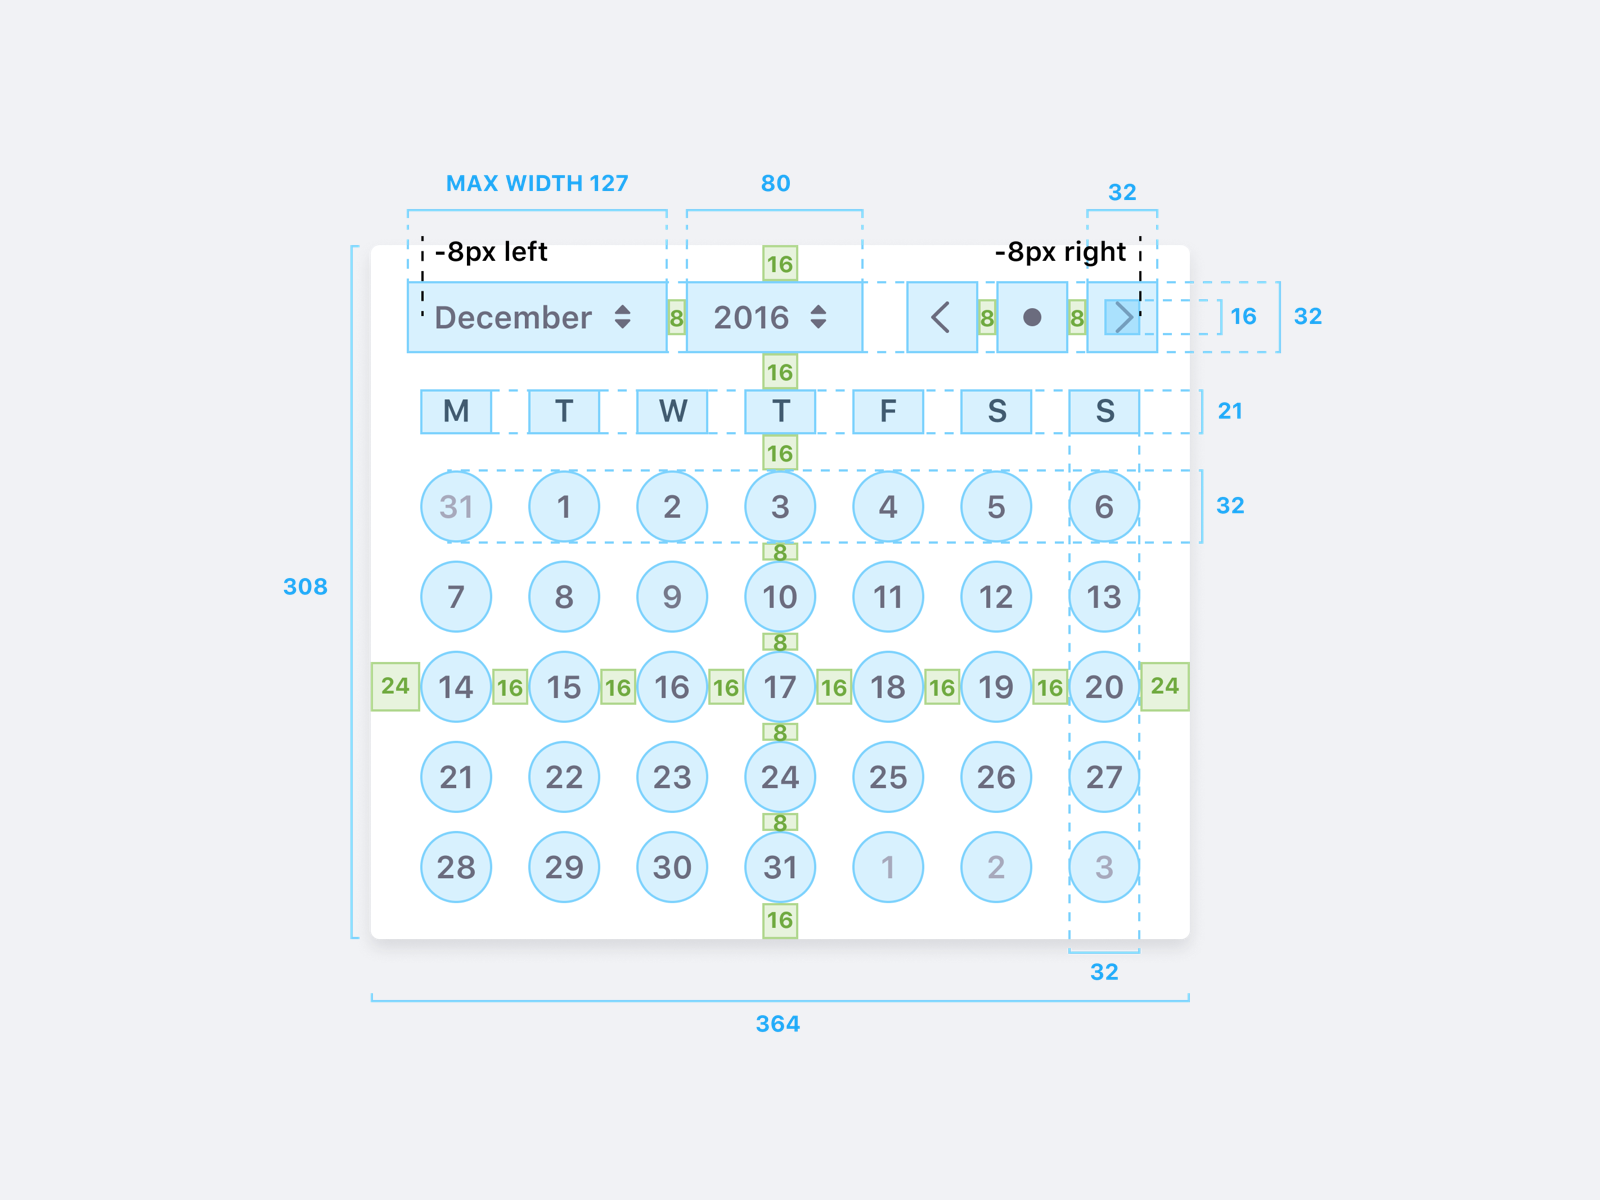 MAX WIDTH 127 80 32
-8px left 16 -8px right
December 8 2016 8 8 16 32
16
M T W T F S S 21
16
31 1 2 3 4 5 6 32
8
308
7 8 9 10 11 12 13
8
24 14 16 15 16 16 16 17 16 18 16 19 16 20 24
8
21 22 23 24 25 26 27
8
28 29 30 31 1 2 3
16
32
364